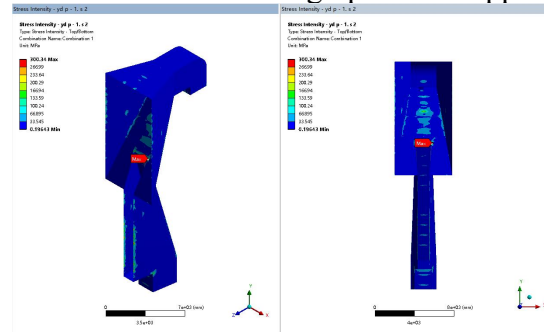 Stress Intensity - yd p - 1. s 2
Stress Intensity - yd p - 1. s 2
Type: Stress Intensity - Top/Bottom
Combination Name: Combination 1
Unit: MPa
300.34 Max
266.99
233.64
200.29
166.94
133.59
100.24
66.895
33.545
0.19643 Min
Max
0
7e+03 (mm)
3.5e+03
Y
Z
X
Stress Intensity - yd p - 1. s 2
Stress Intensity - yd p - 1. s 2
Type: Stress Intensity - Top/Bottom
Combination Name: Combination 1
Unit: MPa
300.34 Max
266.99
233.64
200.29
166.94
133.59
100.24
66.895
33.545
0.19643 Min
Max
0
8e+03 (mm)
4e+03
Y
X